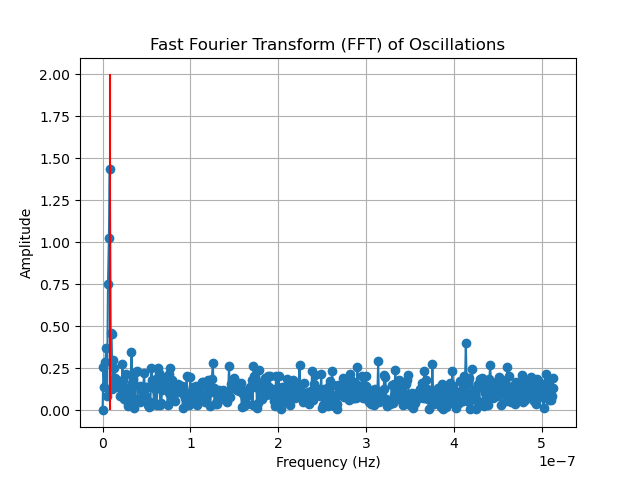 Fast Fourier Transform (FFT) of Oscillations
2.00
1.75
1.50
1.25
1.00
0.75
0.50
0.25
0.00
Amplitude
0 1 2 3 4 5
1e−7
Frequency (Hz)